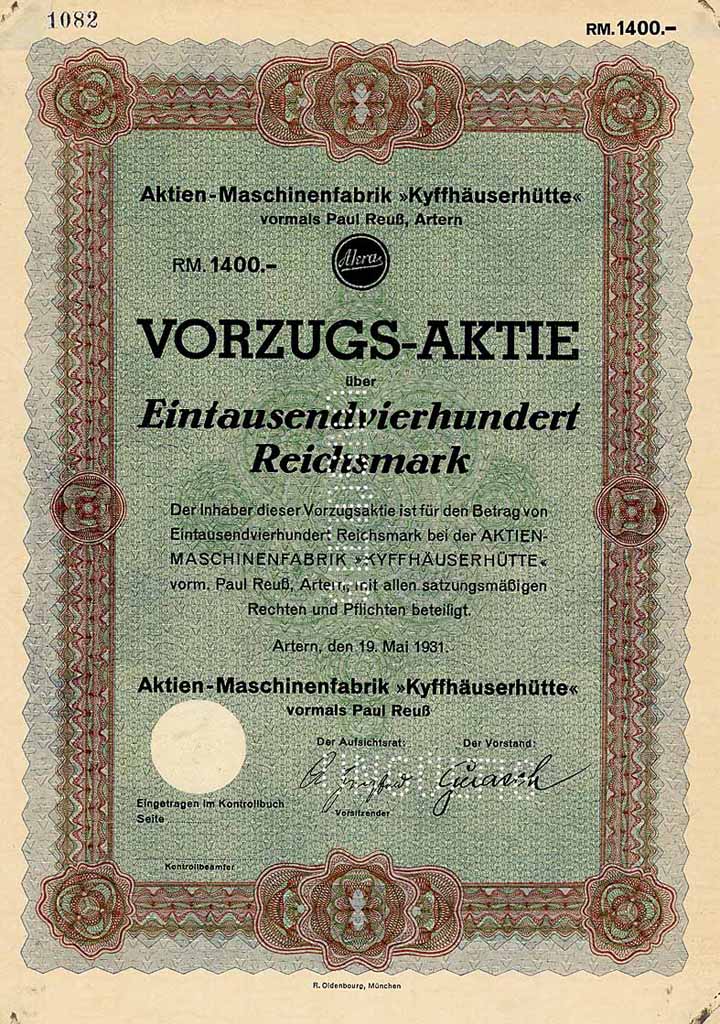 1082
RM. 1400.–
Aktien-Maschinenfabrik »Kyffhäuserhütte«
vormals Paul Reuß, Artern
RM. 1400.–
VORZUGS-AKTIE
über
Eintausendvierhundert
Reichsmark
Der Inhaber dieser Vorzugsaktie ist für den Betrag von
Eintausendvierhundert Reichsmark bei der AKTIEN-
MASCHINENFABRIK »KYFFHÄUSERHÜTTE«
vorm. Paul Reuß, Artern, mit allen satzungsmäßigen
Rechten und Pflichten beteiligt.
Artern, den 19. Mai 1931.
Aktien-Maschinenfabrik »Kyffhäuserhütte«
vormals Paul Reuß
Der Aufsichtsrat: Der Vorstand:
Vorsitzender
Eingetragen im Kontrollbuch
Seite
Kontrollbeamter
R. Oldenbourg, München